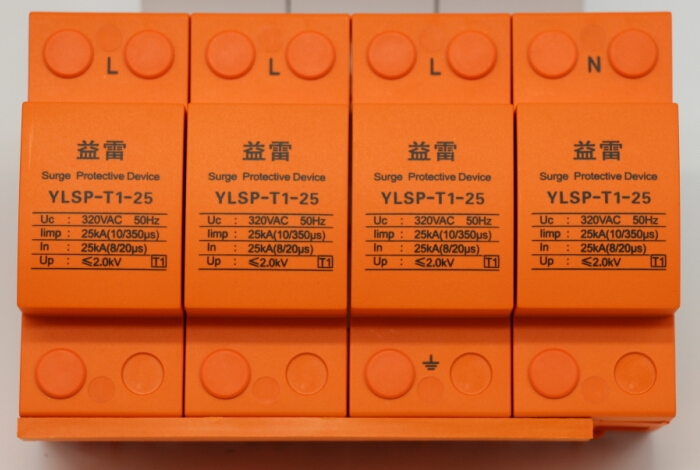 L L L N
益雷 益雷 益雷 益雷
Surge Protective Device Surge Protective Device Surge Protective Device Surge Protective Device
YLSP-T1-25 YLSP-T1-25 YLSP-T1-25 YLSP-T1-25
Uc : 320VAC 50Hz Uc : 320VAC 50Hz Uc : 320VAC 50Hz Uc : 320VAC 50Hz
Iimp : 25kA(10/350µs) Iimp : 25kA(10/350µs) Iimp : 25kA(10/350µs) Iimp : 25kA(10/350µs)
In : 25kA(8/20µs) In : 25kA(8/20µs) In : 25kA(8/20µs) In : 25kA(8/20µs)
Up : ≤2.0kV T1 Up : ≤2.0kV T1 Up : ≤2.0kV T1 Up : ≤2.0kV T1